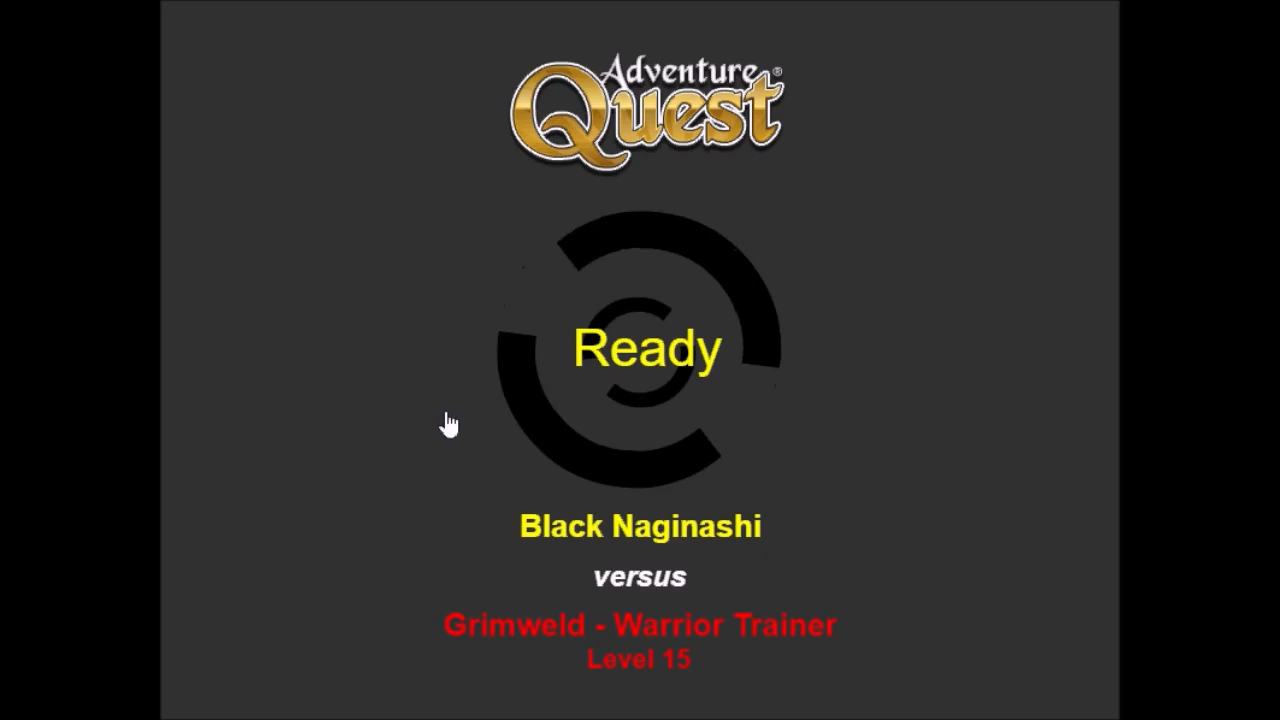 Adventure
Quest®
Ready
Black Naginashi
versus
Grimweld - Warrior Trainer
Level 15